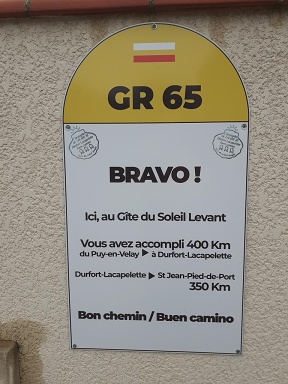 GR 65
BRAVO !
Ici, au Gîte du Soleil Levant
Vous avez accompli 400 Km
du Puy-en-Velay ▶ à Durfort-Lacapelette
Durfort-Lacapelette ▶ St Jean-Pied-de-Port
350 Km
Bon chemin / Buen camino